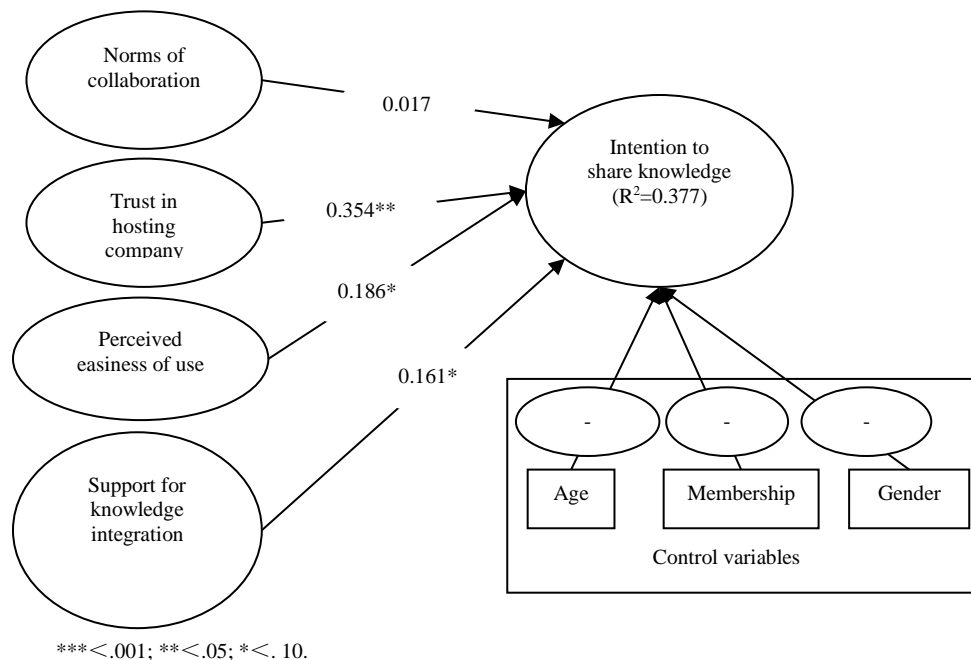 Norms of
collaboration
0.017
Intention to
share knowledge
(R²=0.377)
Trust in
hosting
company
0.354**
0.186*
Perceived
easiness of use
0.161*
Support for
knowledge
integration
-
-
-
Age
Membership
Gender
Control variables
***<.001; **<.05; *<. 10.